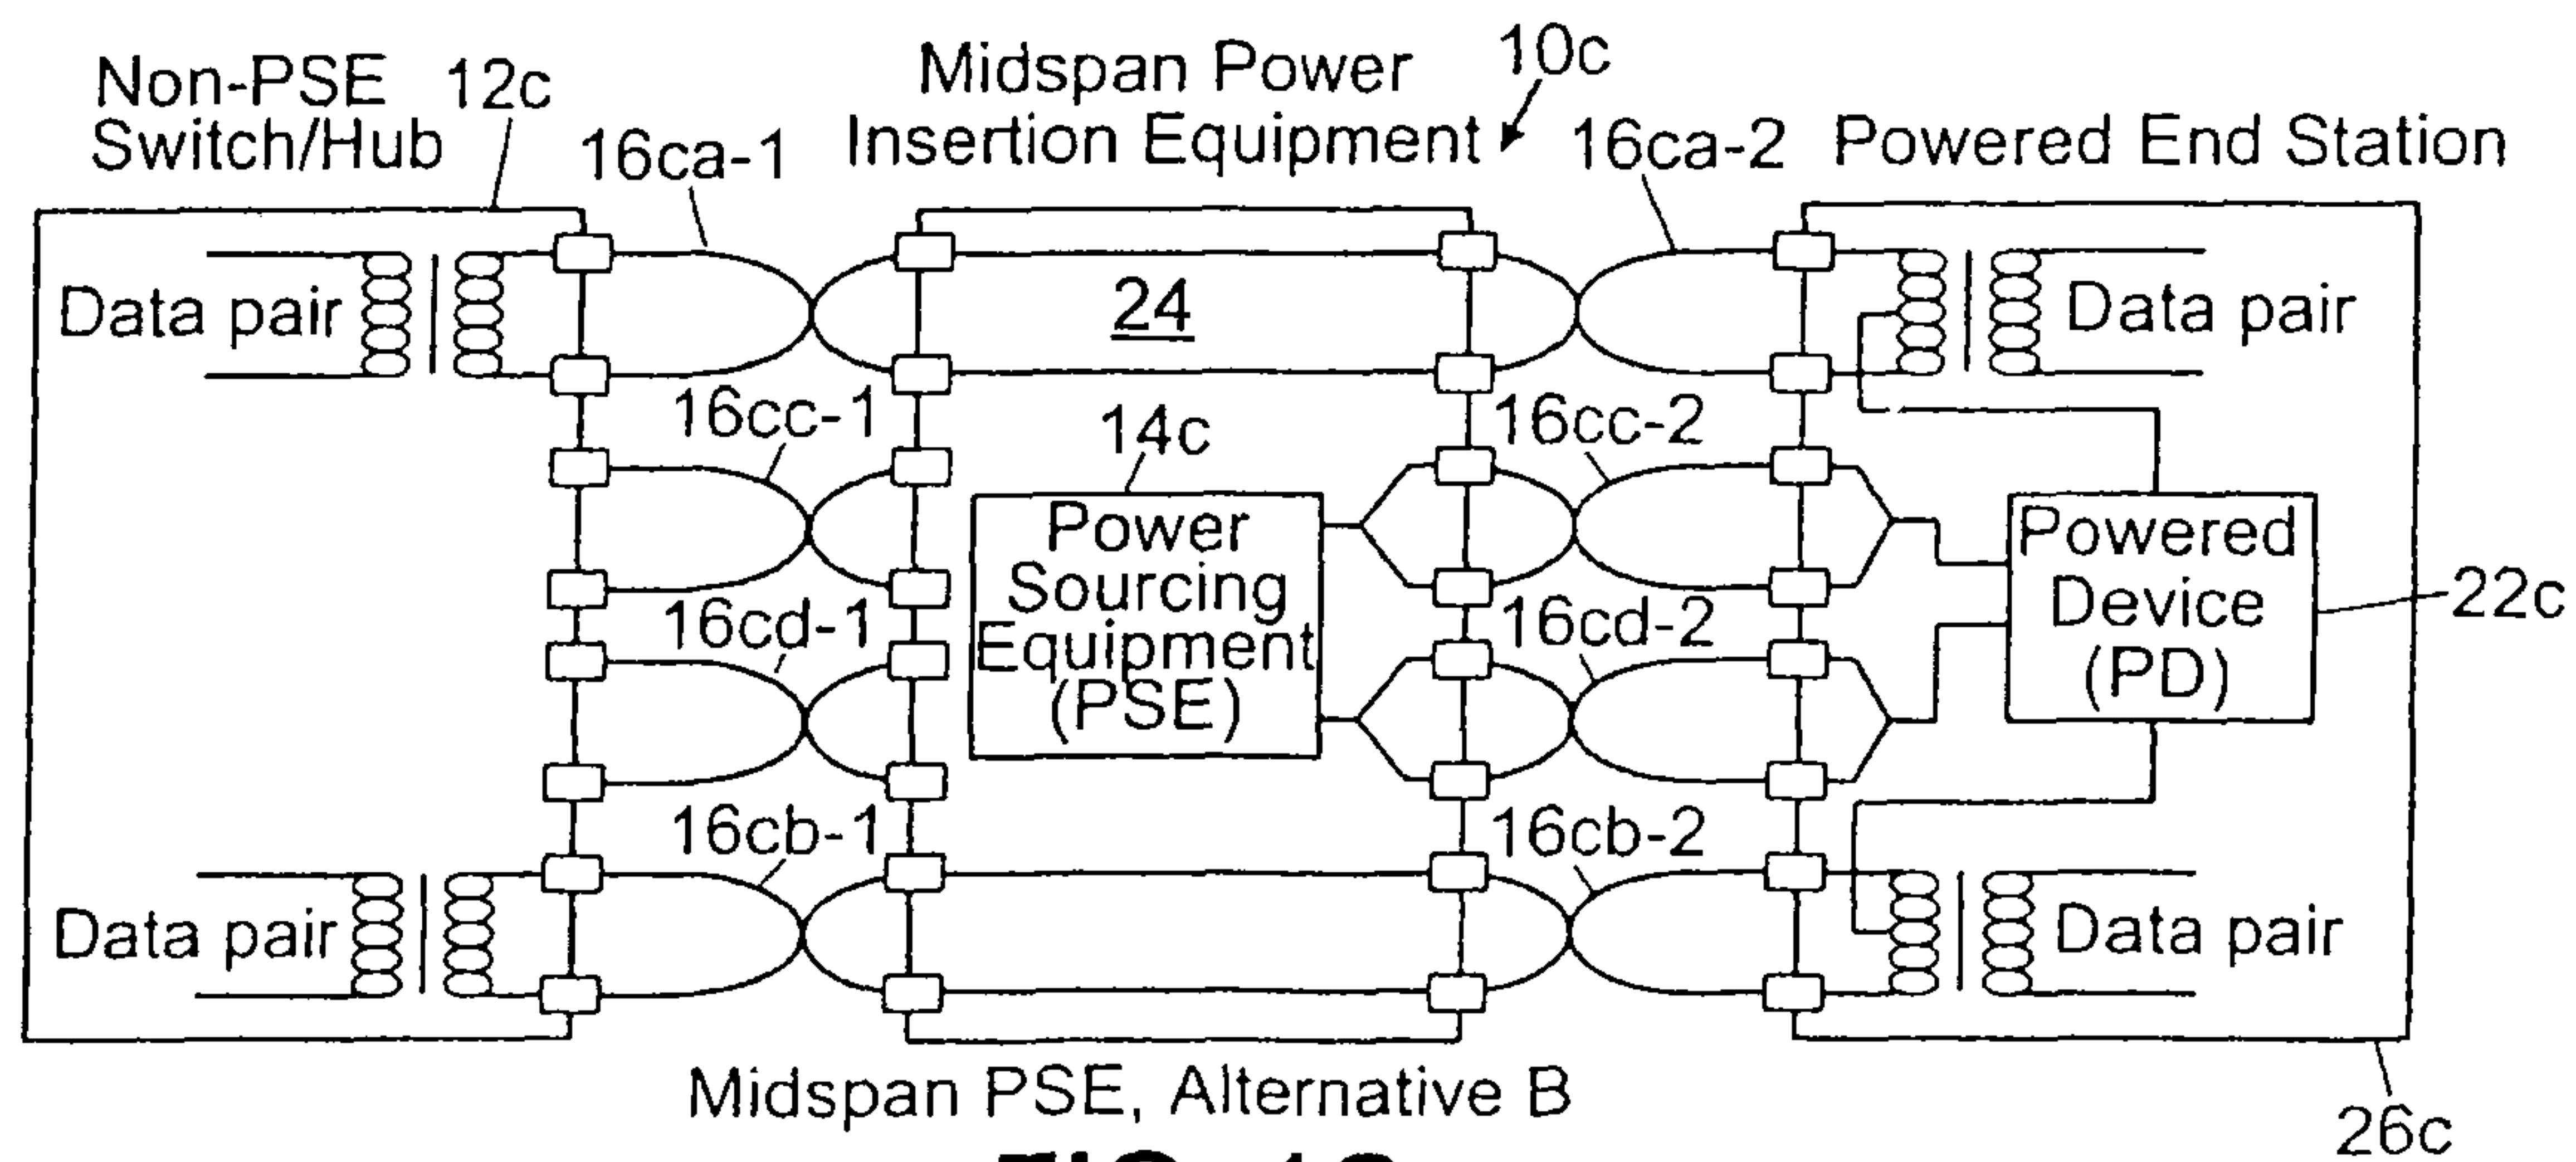 Non-PSE
Switch/Hub
12c
16ca-1
Midspan Power
Insertion Equipment
10c
16ca-2
Powered End Station
Data pair
24
Data pair
16cc-1
14c
16cc-2
Power
Sourcing
Equipment
(PSE)
Powered
Device
(PD)
22c
16cd-1
16cd-2
16cb-1
16cb-2
Data pair
Data pair
Midspan PSE, Alternative B
26c